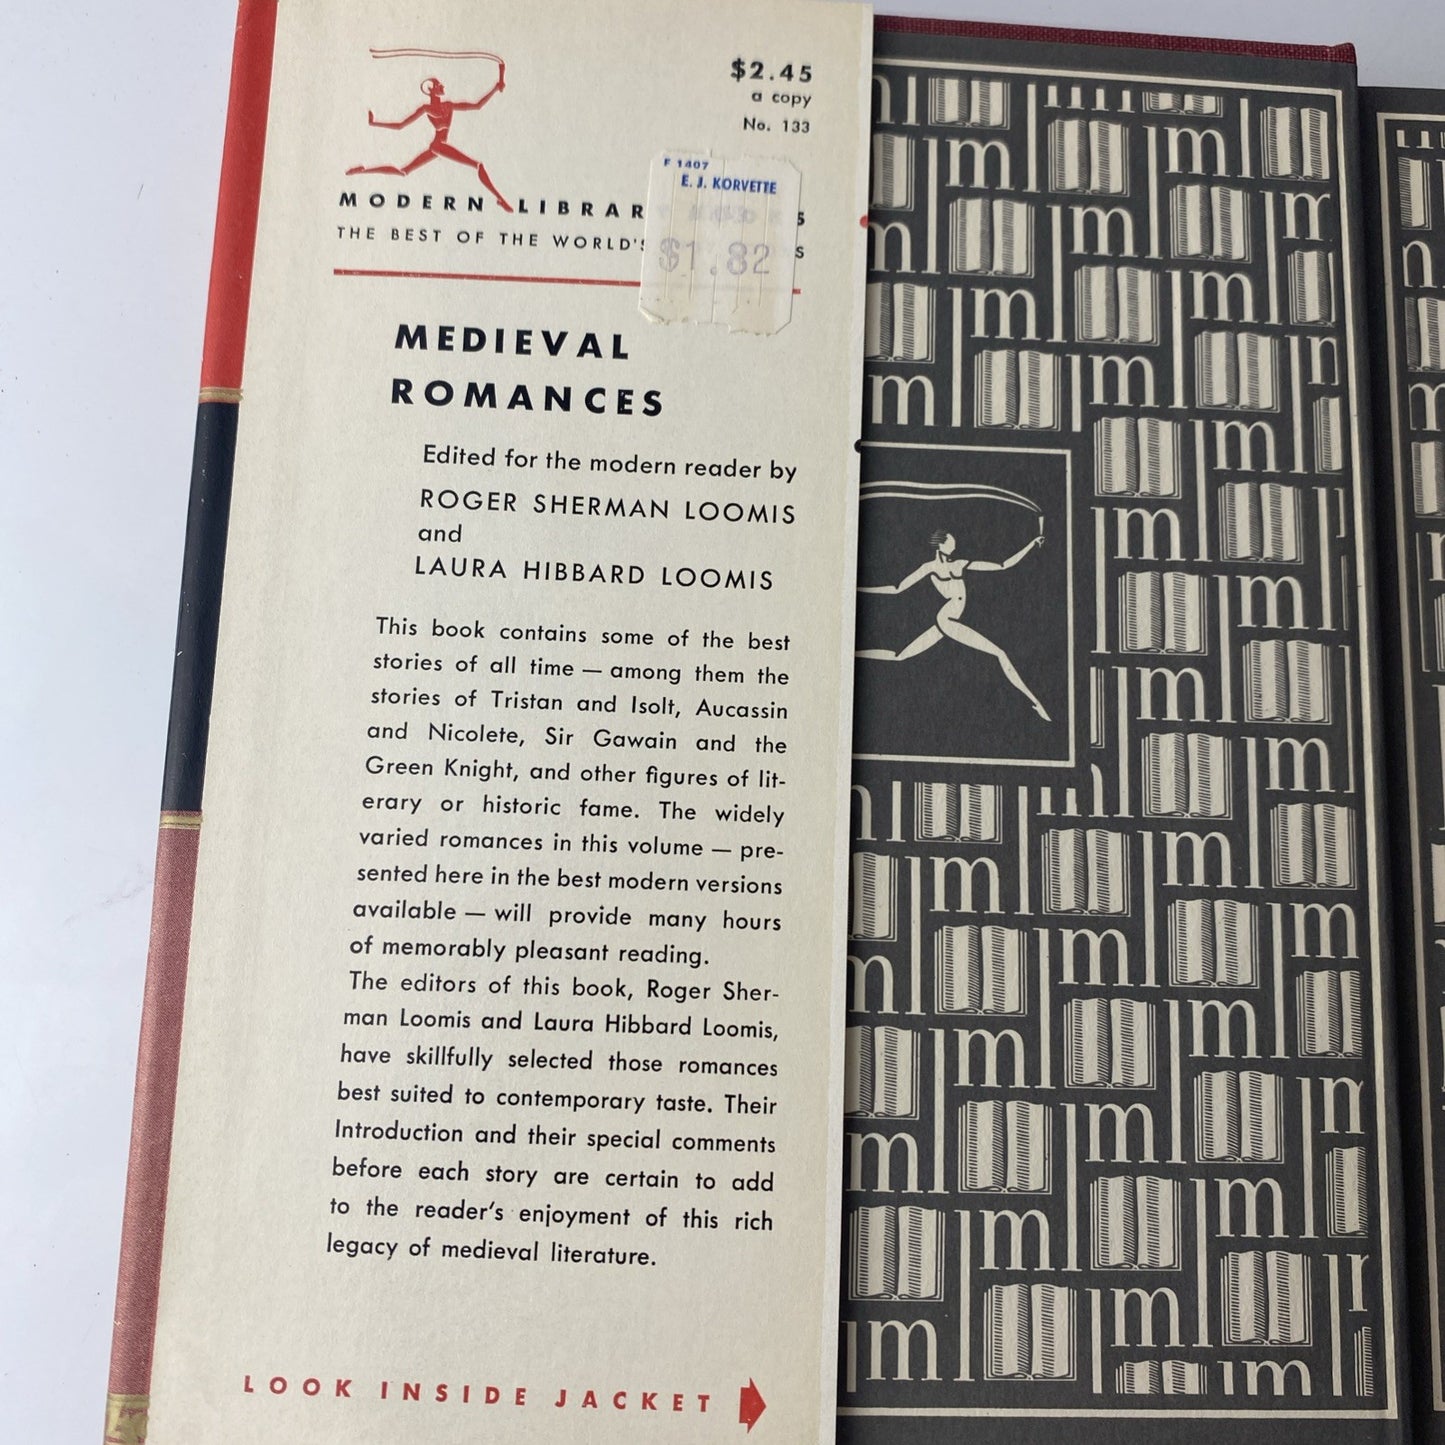 $2.45
a copy
No. 133
F 1407
E. J. KORVETTE
$1.82
MODERN LIBRAR S
THE BEST OF THE WORLD'S S
MEDIEVAL
ROMANCES
Edited for the modern reader by
ROGER SHERMAN LOOMIS
and
LAURA HIBBARD LOOMIS
This book contains some of the best
stories of all time — among them the
stories of Tristan and Isolt, Aucassin
and Nicolete, Sir Gawain and the
Green Knight, and other figures of lit-
erary or historic fame. The widely
varied romances in this volume — pre-
sented here in the best modern versions
available — will provide many hours
of memorably pleasant reading.
The editors of this book, Roger Sher-
man Loomis and Laura Hibbard Loomis,
have skillfully selected those romances
best suited to contemporary taste. Their
Introduction and their special comments
before each story are certain to add
to the reader's enjoyment of this rich
legacy of medieval literature.
LOOK INSIDE JACKET
ml